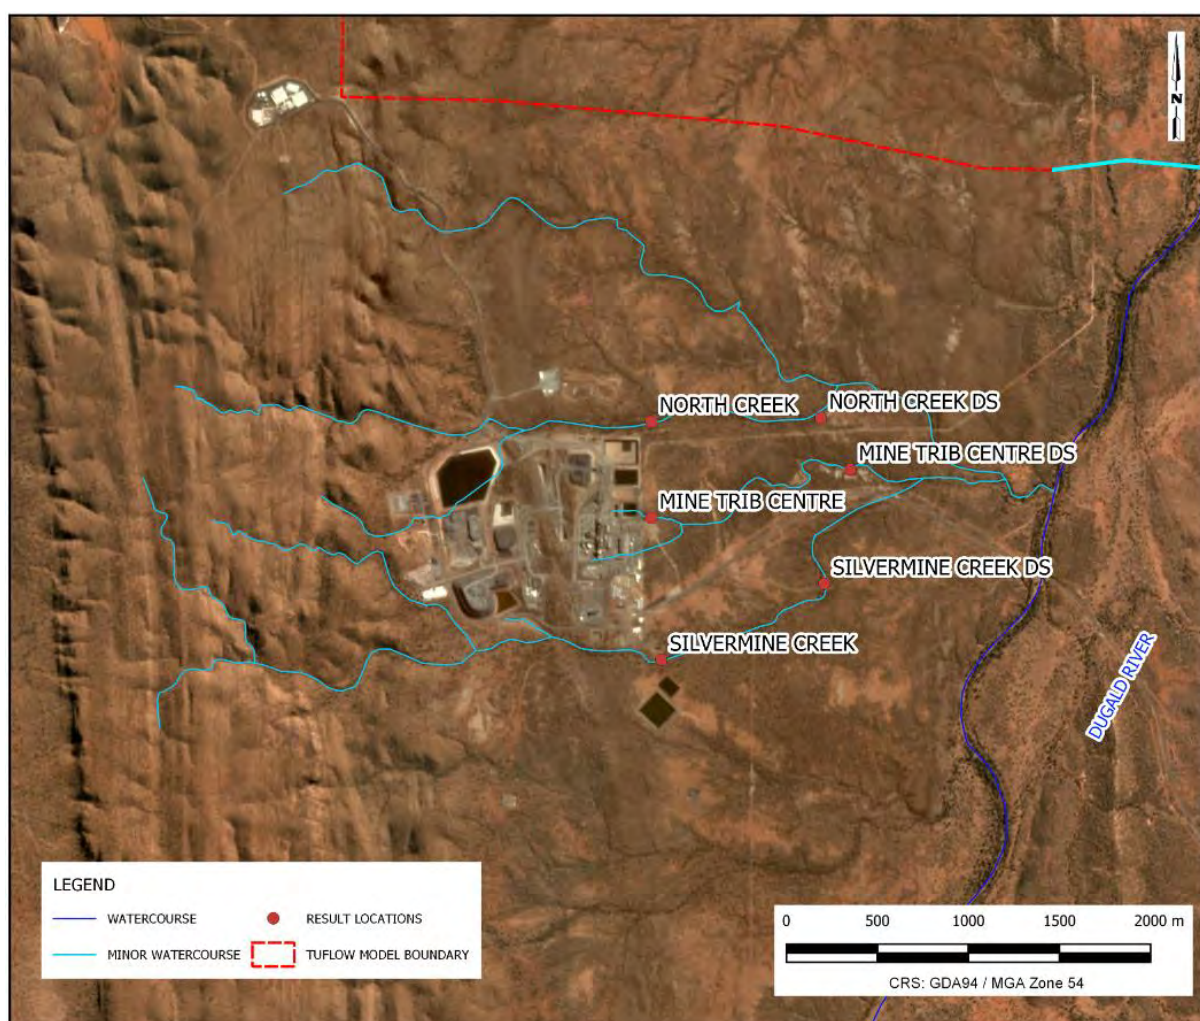 N
NORTH CREEK
NORTH CREEK DS
MINE TRIB CENTRE DS
MINE TRIB CENTRE
SILVERMINE CREEK DS
SILVERMINE CREEK
DUGALD RIVER
LEGEND
WATERCOURSE
RESULT LOCATIONS
MINOR WATERCOURSE
TUFLOW MODEL BOUNDARY
0 500 1000 1500 2000 m
CRS: GDA94 / MGA Zone 54